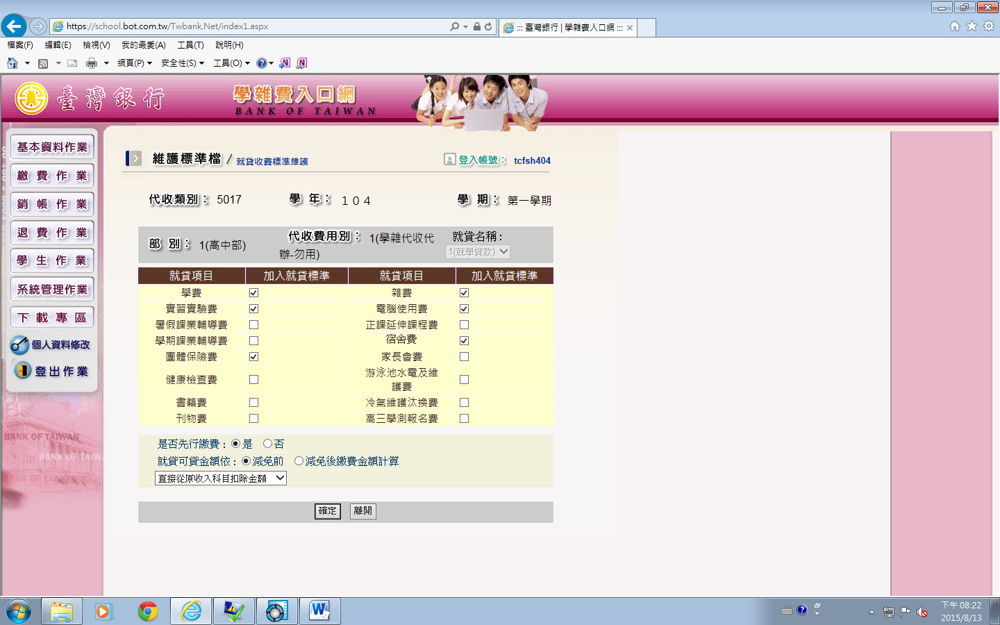 https://school.bot.com.tw/Twbank.Net/index1.aspx
::: 臺灣銀行 | 學雜費入口網 :::
檔案(F) 編輯(E) 檢視(V) 我的最愛(A) 工具(T) 說明(H)
網頁(P) 安全性(S) 工具(O)
臺灣銀行
學雜費入口網
BANK OF TAIWAN
基本資料作業
繳費作業
銷帳作業
退費作業
學生作業
系統管理作業
下載專區
個人資料修改
登出作業
BANK OF TAIWAN
維護標準檔 / 就貸收費標準維護
登入帳號： tcfsh404
代收類別： 5017 學 年： １０４ 學 期： 第一學期
部 別： 1(高中部) 代收費用別： 1(學雜代收代辦-勿用) 就貸名稱： 1(就學貸款)
就貸項目 加入就貸標準 就貸項目 加入就貸標準
學費 雜費
實習實驗費 電腦使用費
暑假課業輔導費 正課延伸課程費
學期課業輔導費 宿舍費
團體保險費 家長會費
健康檢查費 游泳池水電及維護費
書籍費 冷氣維護汰換費
刊物費 高三學測報名費
是否先行繳費： 是 否
就貸可貸金額依： 減免前 減免後繳費金額計算
直接從原收入科目扣除金額
確定 離開
下午 08:22
2015/8/13